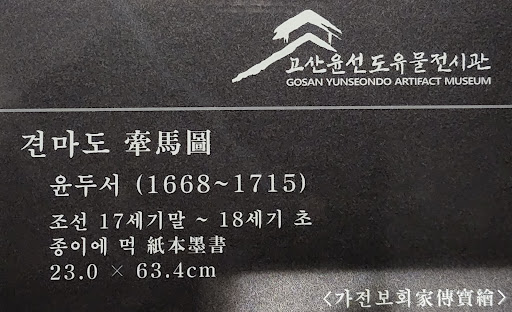 고산윤선도유물전시관
GOSAN YUNSEONDO ARTIFACT MUSEUM
견마도 牽馬圖
윤두서 (1668~1715)
조선 17세기말 ~ 18세기 초
종이에 먹 紙本墨書
23.0 × 63.4cm
<가전보회家傳寶繪>